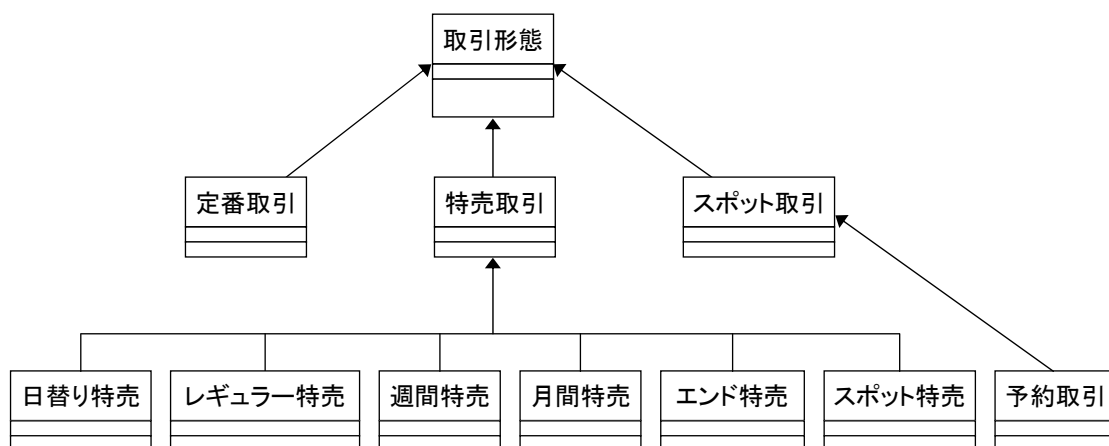 取引形態
定番取引
特売取引
スポット取引
日替り特売
レギュラー特売
週間特売
月間特売
エンド特売
スポット特売
予約取引